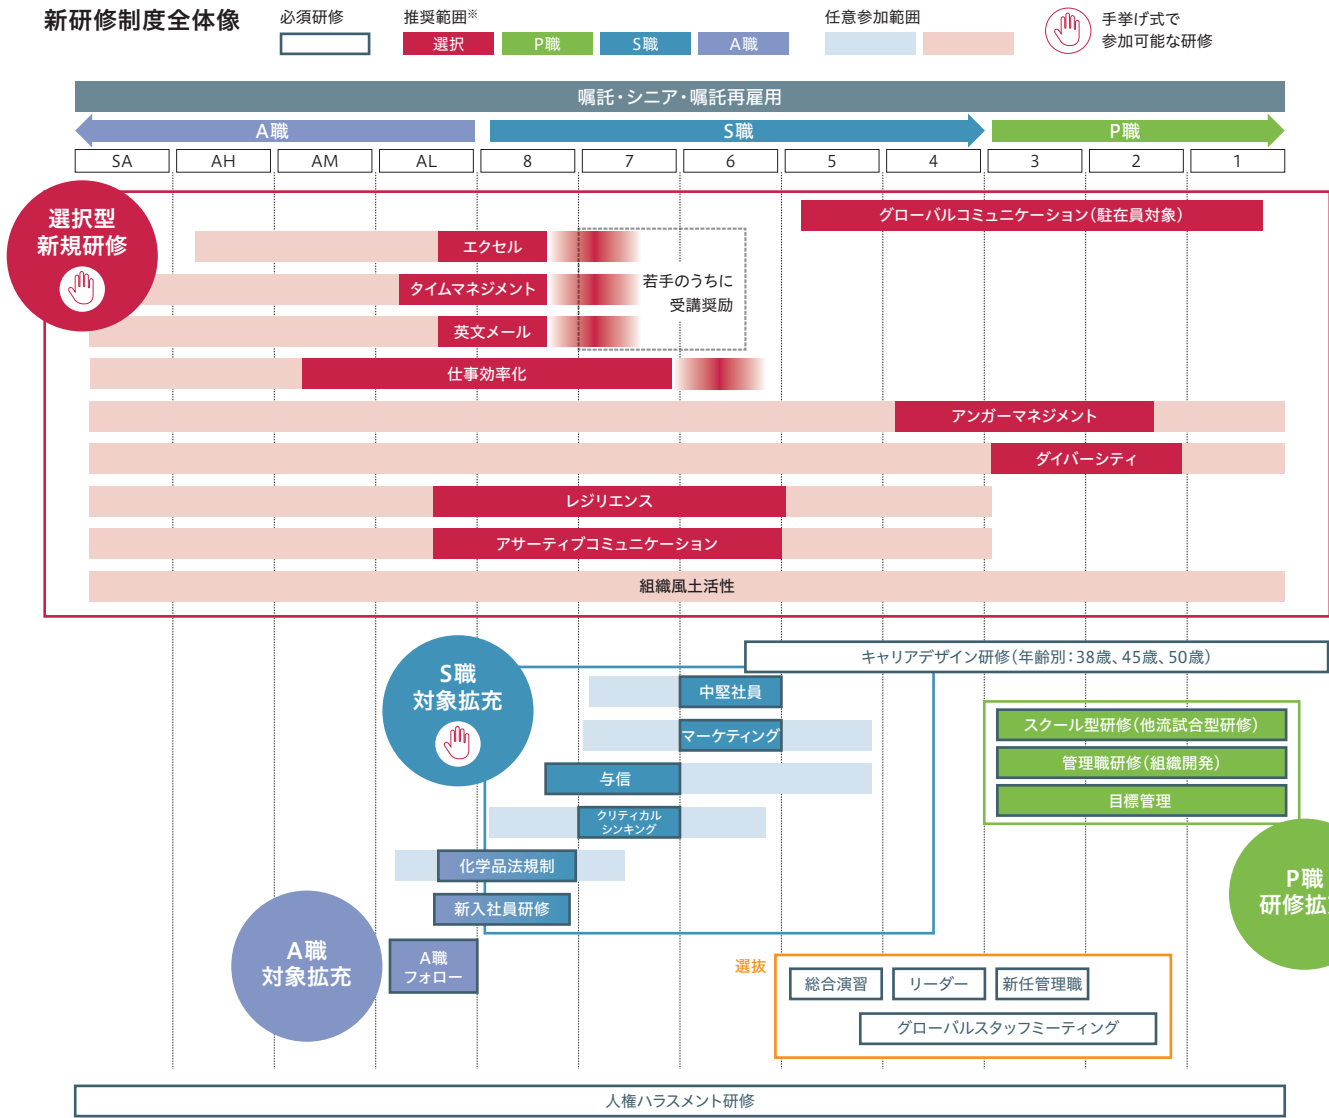 新研修制度全体像
必須研修
推奨範囲※
選択
P職
S職
A職
任意参加範囲
手挙げ式で
参加可能な研修
嘱託・シニア・嘱託再雇用
A職
S職
P職
SA
AH
AM
AL
8
7
6
5
4
3
2
1
選択型
新規研修
グローバルコミュニケーション（駐在員対象）
エクセル
タイムマネジメント
英文メール
若手のうちに
受講奨励
仕事効率化
アンガーマネジメント
ダイバーシティ
レジリエンス
アサーティブコミュニケーション
組織風土活性
キャリアデザイン研修（年齢別：38歳、45歳、50歳）
S職
対象拡充
中堅社員
マーケティング
与信
クリティカル
シンキング
化学品法規制
新入社員研修
スクール型研修（他流試合型研修）
管理職研修（組織開発）
目標管理
P職
研修拡
A職
対象拡充
A職
フォロー
選抜
総合演習
リーダー
新任管理職
グローバルスタッフミーティング
人権ハラスメント研修